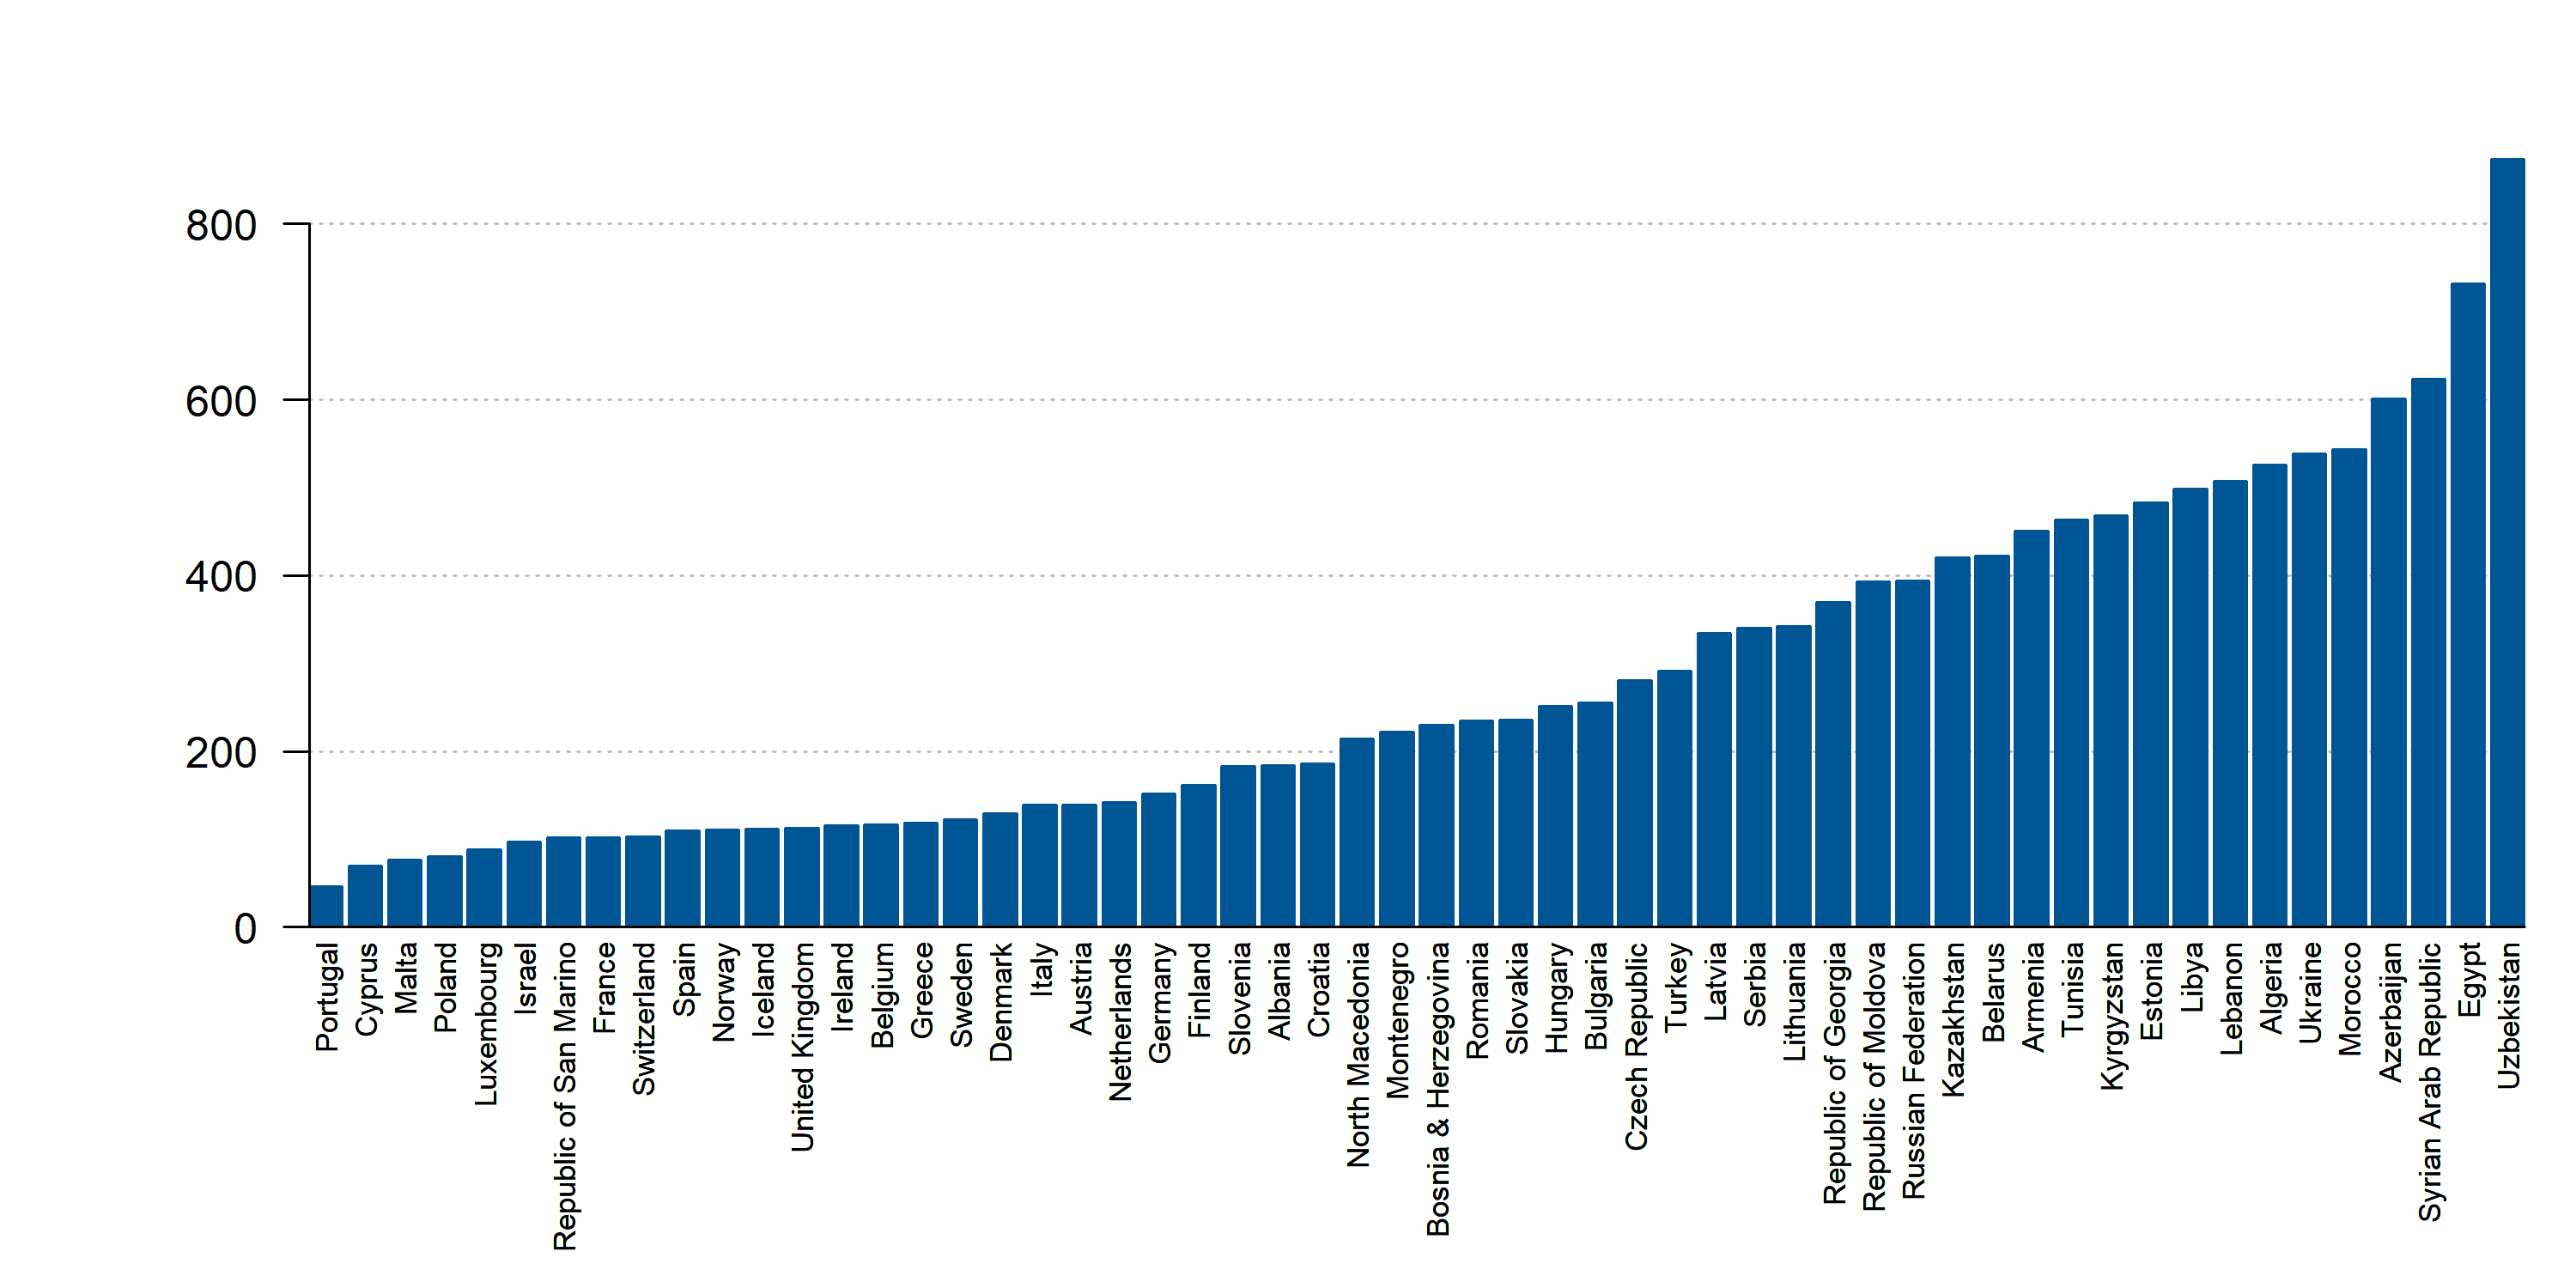 800
600
400
200
0
Portugal
Cyprus
Malta
Poland
Luxembourg
Israel
Republic of San Marino
France
Switzerland
Spain
Norway
Iceland
United Kingdom
Ireland
Belgium
Greece
Sweden
Denmark
Italy
Austria
Netherlands
Germany
Finland
Slovenia
Albania
Croatia
North Macedonia
Montenegro
Bosnia & Herzegovina
Romania
Slovakia
Hungary
Bulgaria
Czech Republic
Turkey
Latvia
Serbia
Lithuania
Republic of Georgia
Republic of Moldova
Russian Federation
Kazakhstan
Belarus
Armenia
Tunisia
Kyrgyzstan
Estonia
Libya
Lebanon
Algeria
Ukraine
Morocco
Azerbaijan
Syrian Arab Republic
Egypt
Uzbekistan